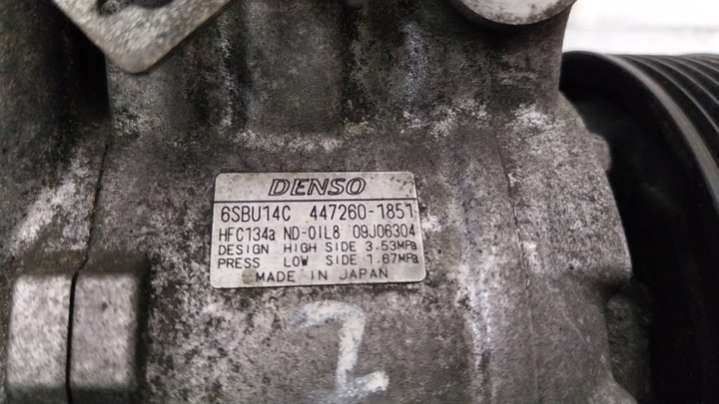 DENSO
6SBU14C 447260-1851
HFC134a ND-OIL8 09J06304
DESIGN HIGH SIDE 3.53MPa
PRESS LOW SIDE 1.67MPa
MADE IN JAPAN